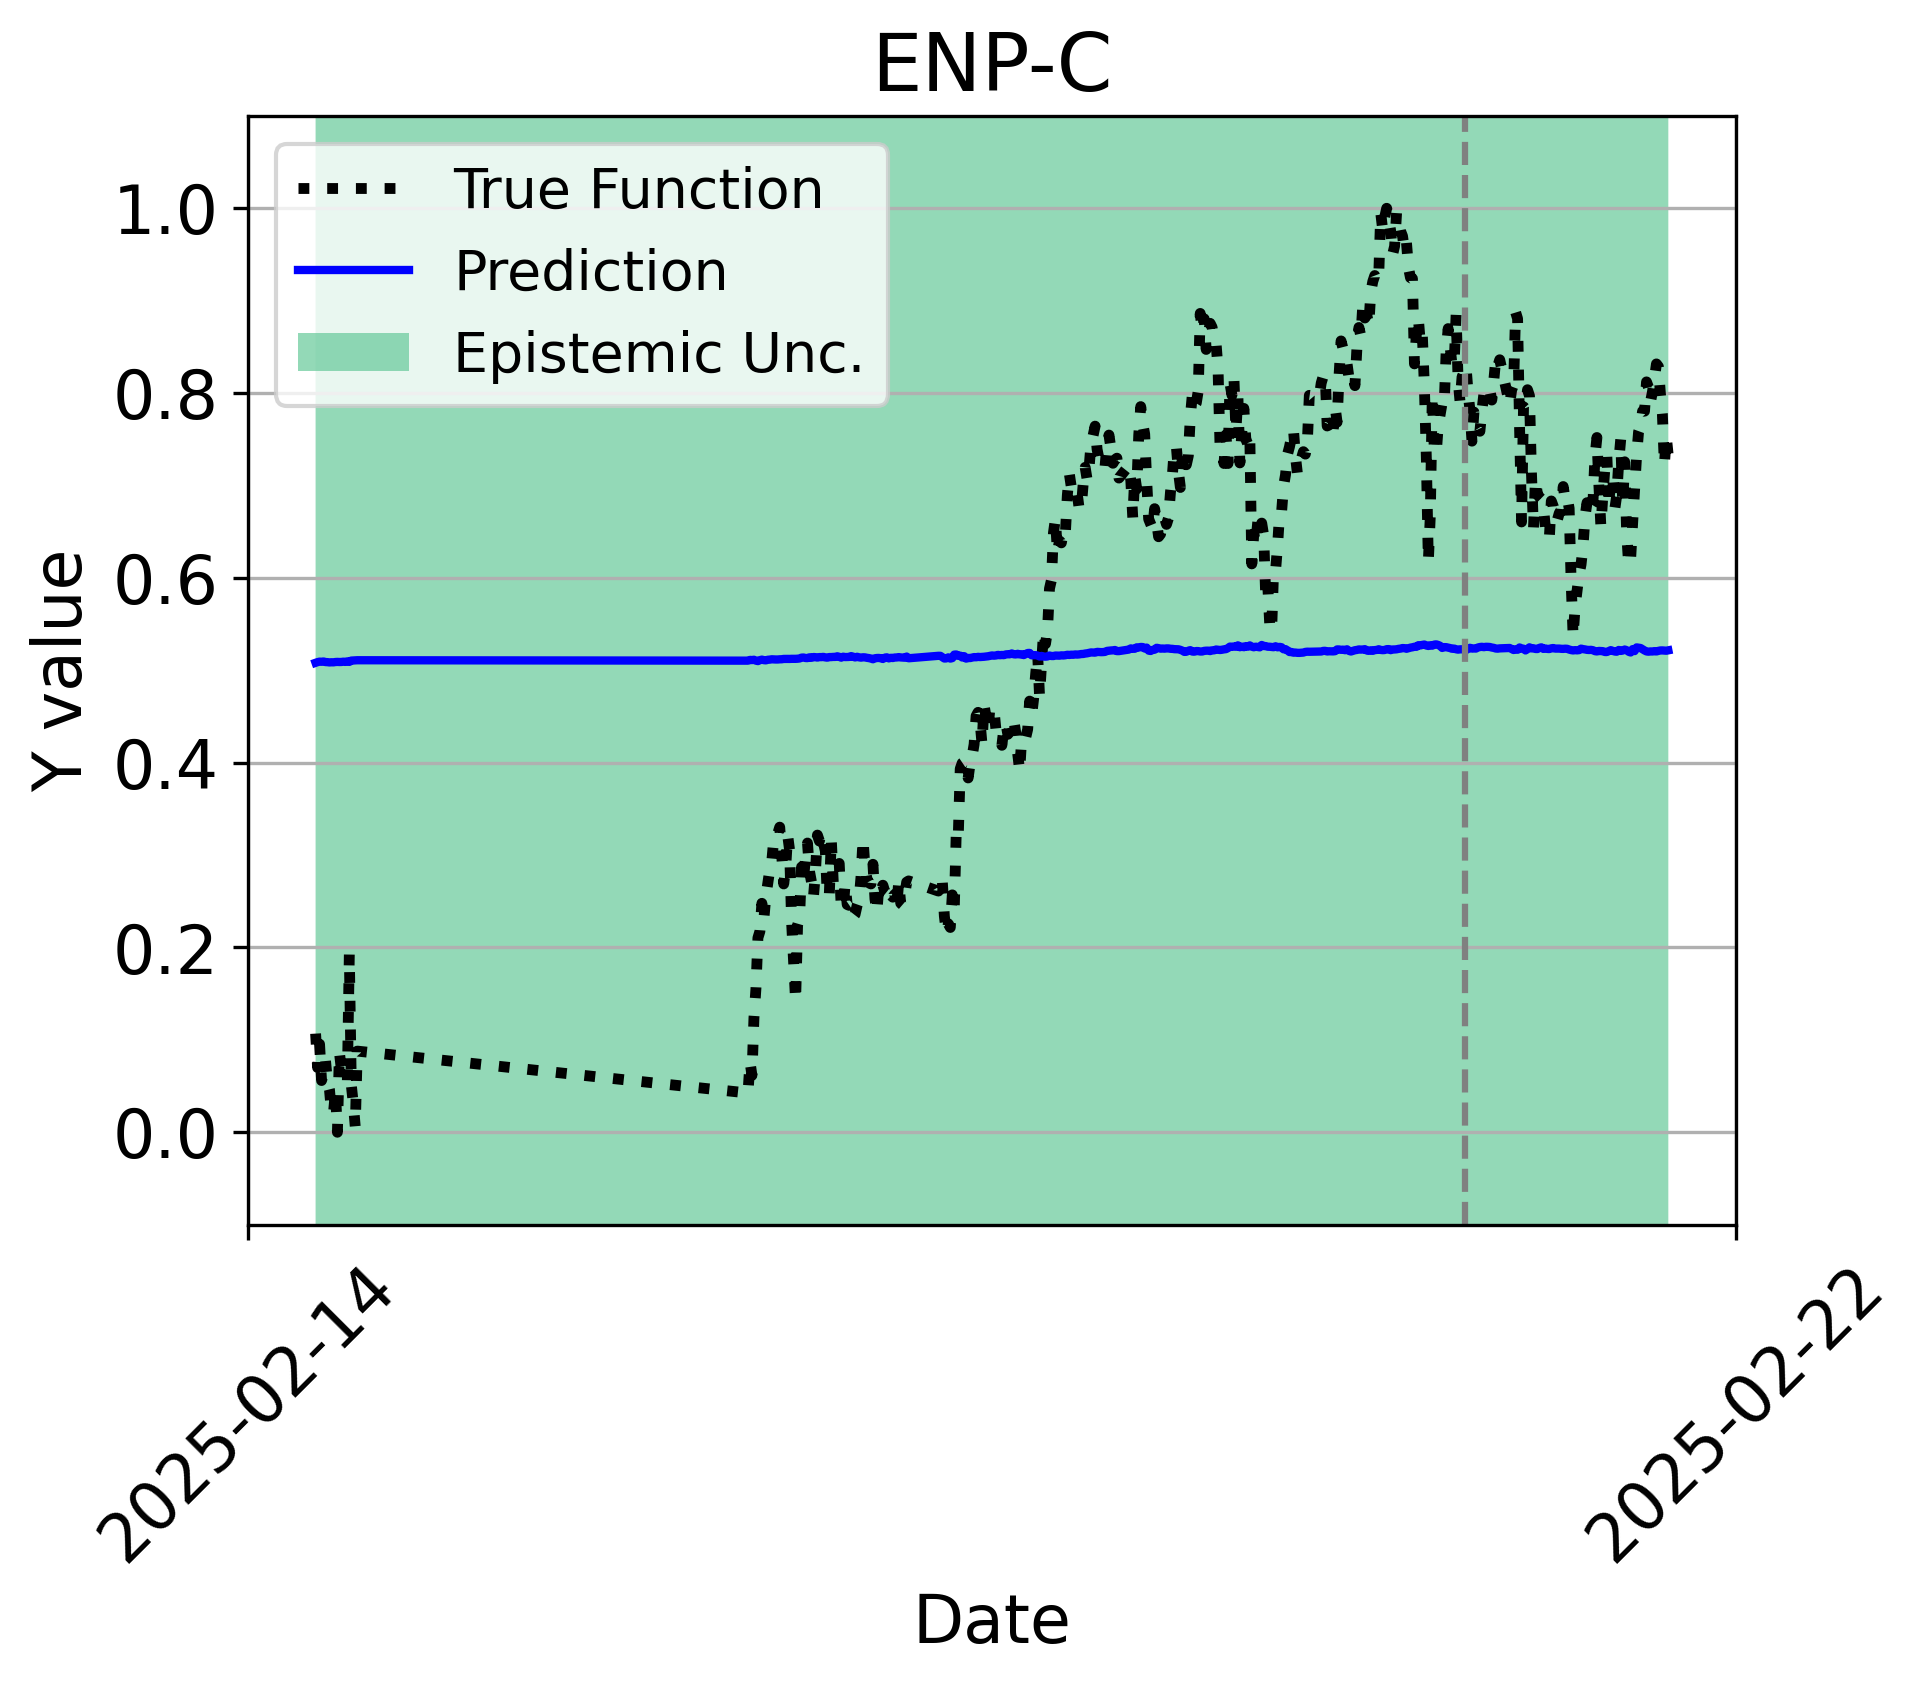 ENP-C
True Function
Prediction
Epistemic Unc.
1.0
0.8
0.6
0.4
0.2
0.0
Y value
2025-02-14
2025-02-22
Date